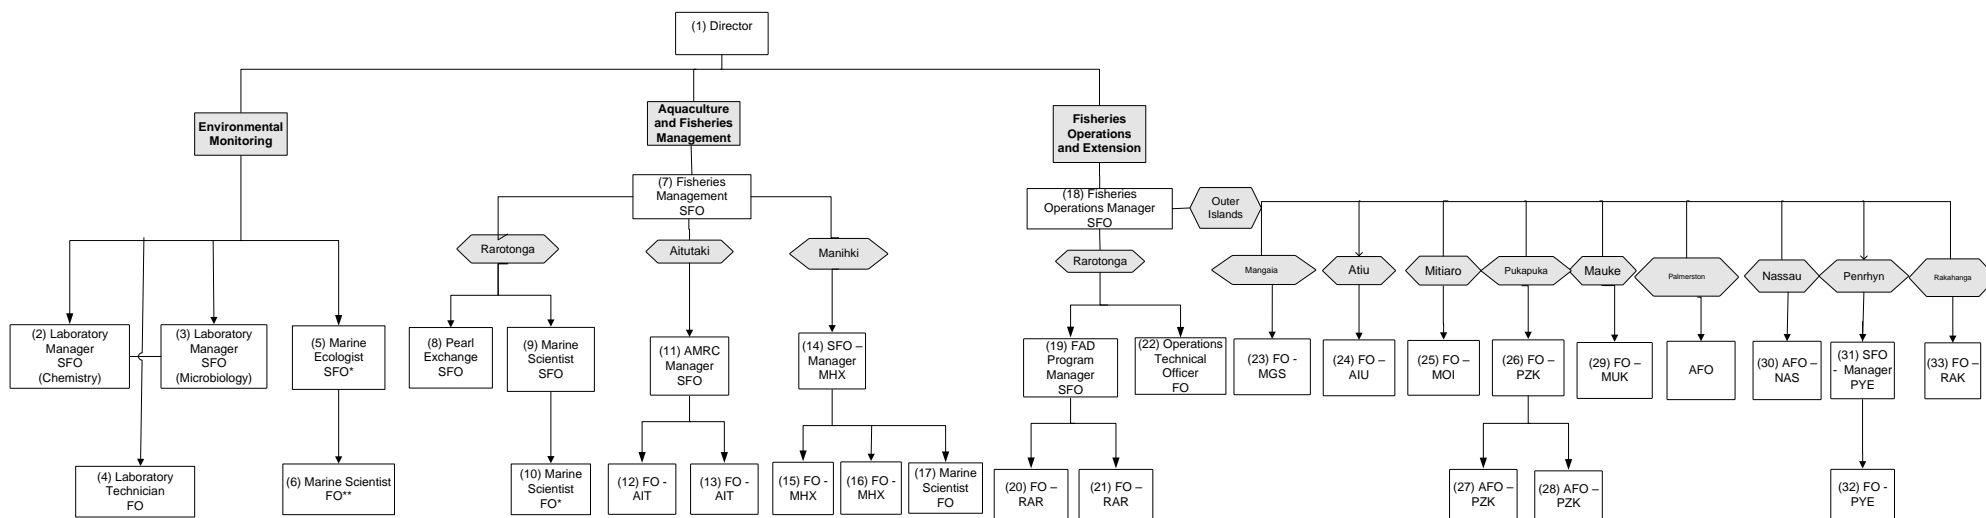 (1) Director
Environmental
Monitoring
Aquaculture
and Fisheries
Management
Fisheries
Operations
and Extension
(7) Fisheries
Management
SFO
(18) Fisheries
Operations Manager
SFO
Outer
Islands
Rarotonga
Aitutaki
Manihki
Rarotonga
Mangaia
Atiu
Mitiaro
Pukapuka
Mauke
Palmerston
Nassau
Penrhyn
Rakahanga
(2) Laboratory
Manager
SFO
(Chemistry)
(3) Laboratory
Manager
SFO
(Microbiology)
(5) Marine
Ecologist
SFO*
(8) Pearl
Exchange
SFO
(9) Marine
Scientist
SFO
(11) AMRC
Manager
SFO
(14) SFO –
Manager
MHX
(19) FAD
Program
Manager
SFO
(22) Operations
Technical
Officer
FO
(23) FO -
MGS
(24) FO –
AIU
(25) FO –
MOI
(26) FO –
PZK
(29) FO –
MUK
AFO
(30) AFO –
NAS
(31) SFO
- Manager
PYE
(33) FO –
RAK
(4) Laboratory
Technician
FO
(6) Marine Scientist
FO**
(10) Marine
Scientist
FO*
(12) FO -
AIT
(13) FO -
AIT
(15) FO -
MHX
(16) FO -
MHX
(17) Marine
Scientist
FO
(20) FO –
RAR
(21) FO –
RAR
(27) AFO –
PZK
(28) AFO –
PZK
(32) FO -
PYE